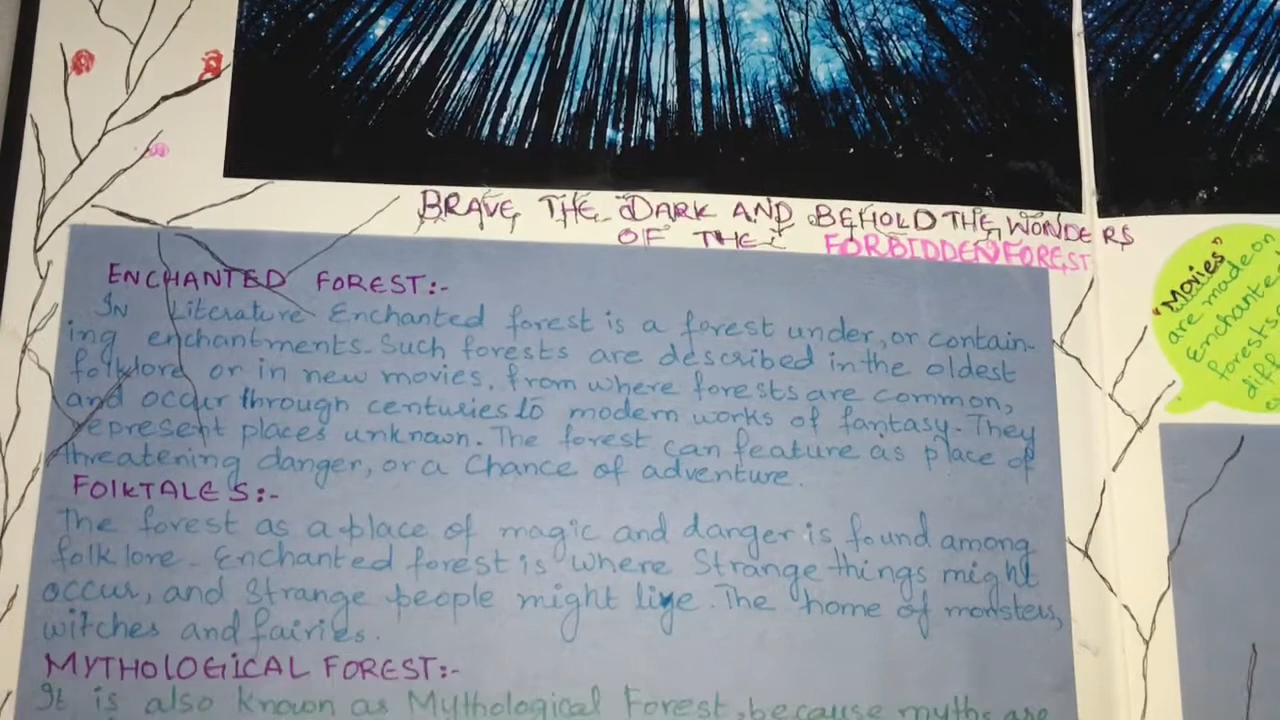 BRAVE THE DARK AND BEHOLD THE WONDERS
OF THE FORBIDDEN FOREST
ENCHANTED FOREST:-
IN Literature Enchanted forest is a forest under, or contain-
ing enchantments. Such forests are described in the oldest
folklore or in new movies, from where forests are common,
and occur through centuries to modern works of fantasy. They
represent places unknown. The forest can feature as place of
threatening danger, or a Chance of adventure.
FOLKTALES:-
The forest as a place of magic and danger is found among
folklore. Enchanted forest is where Strange things might
occur, and Strange people might live. The home of monsters,
witches and fairies.
MYTHOLOGICAL FOREST:-
It is also known as Mythological Forest, because myths are
"Movies"
are made on
Enchanted